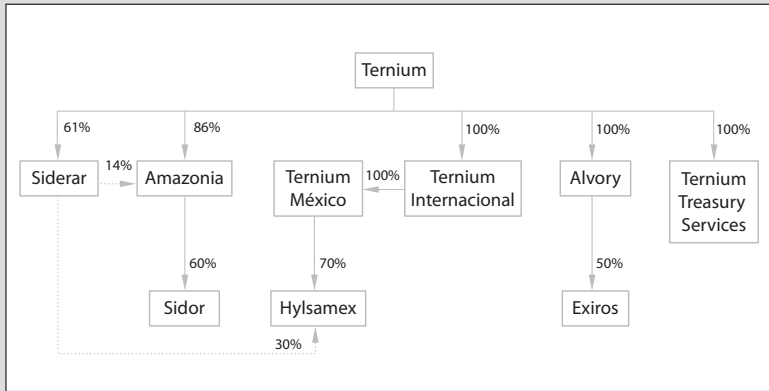 Ternium
61%
86%
100%
100%
100%
Siderar
14%
Amazonia
Ternium
México
100%
Ternium
Internacional
Alvory
Ternium
Treasury
Services
60%
70%
50%
Sidor
Hylsamex
Exiros
30%